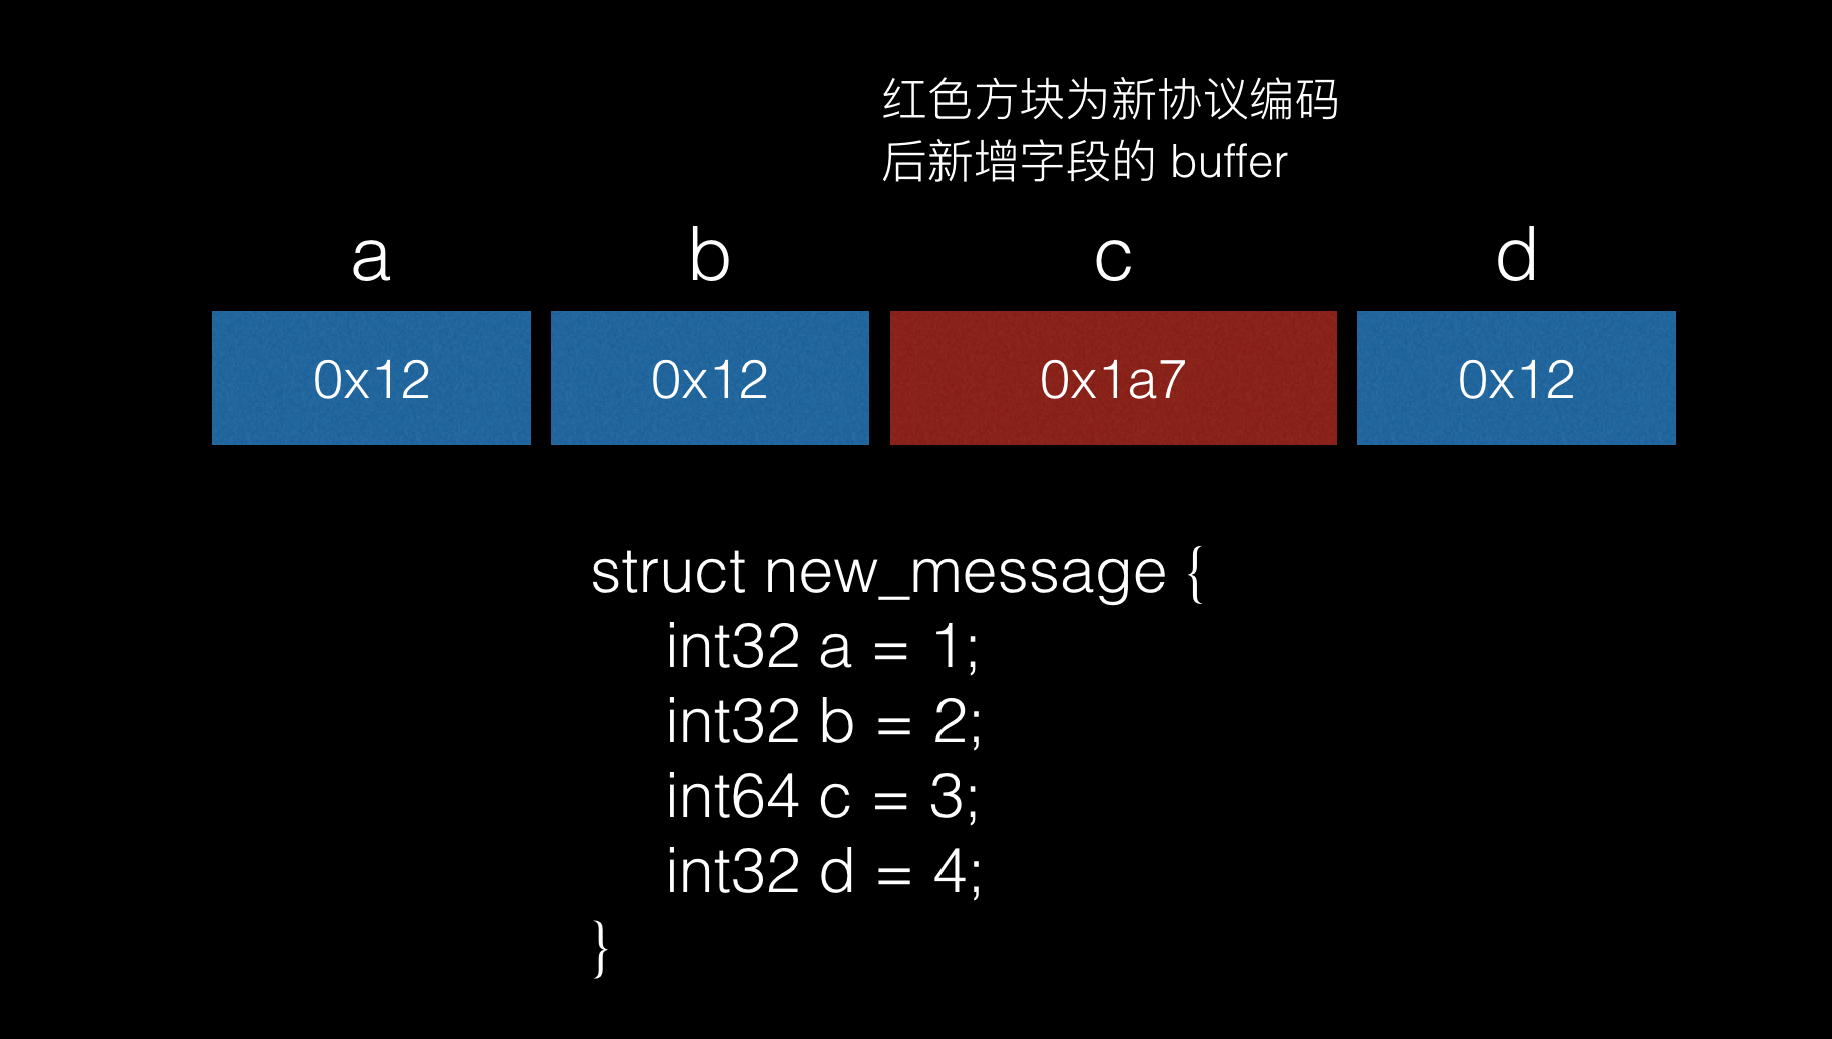 红色方块为新协议编码
后新增字段的 buffer
a b c d
0x12 0x12 0x1a7 0x12
struct new_message {
int32 a = 1;
int32 b = 2;
int64 c = 3;
int32 d = 4;
}